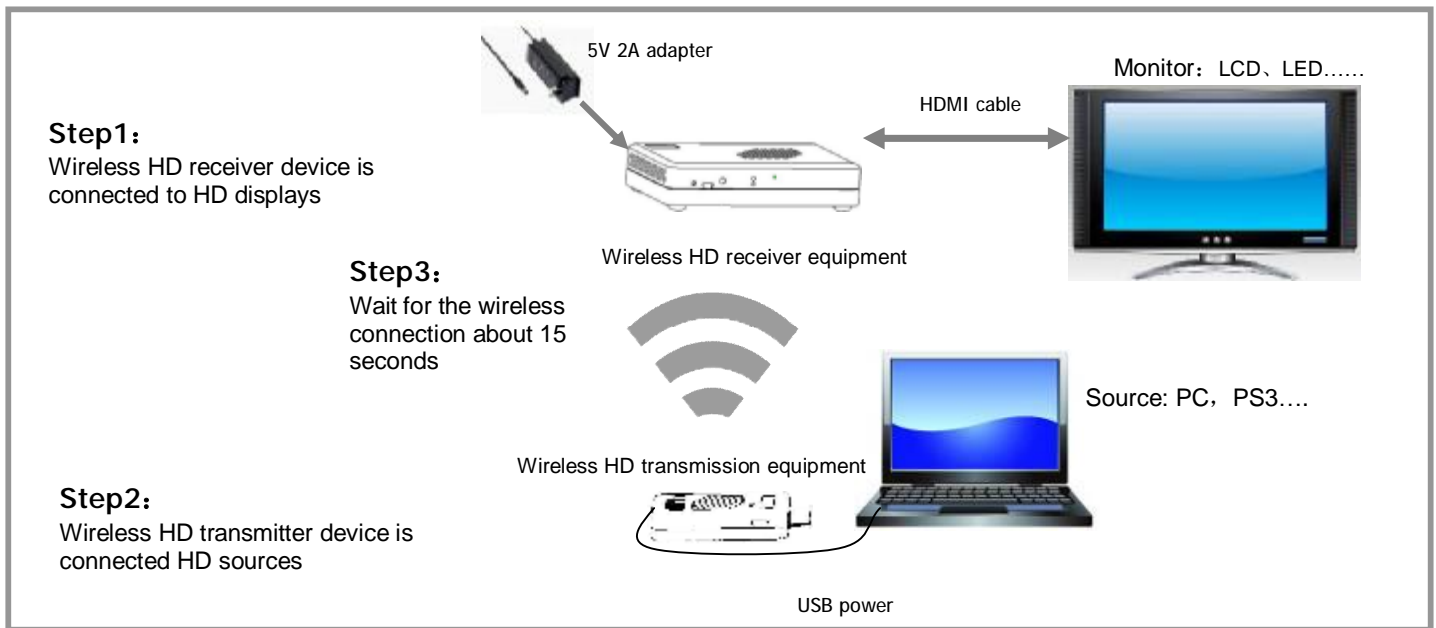 5V 2A adapter
Monitor：LCD、LED……
HDMI cable
Step1：
Wireless HD receiver device is
connected to HD displays
Wireless HD receiver equipment
Step3：
Wait for the wireless
connection about 15
seconds
Source: PC，PS3….
Wireless HD transmission equipment
Step2：
Wireless HD transmitter device is
connected HD sources
USB power